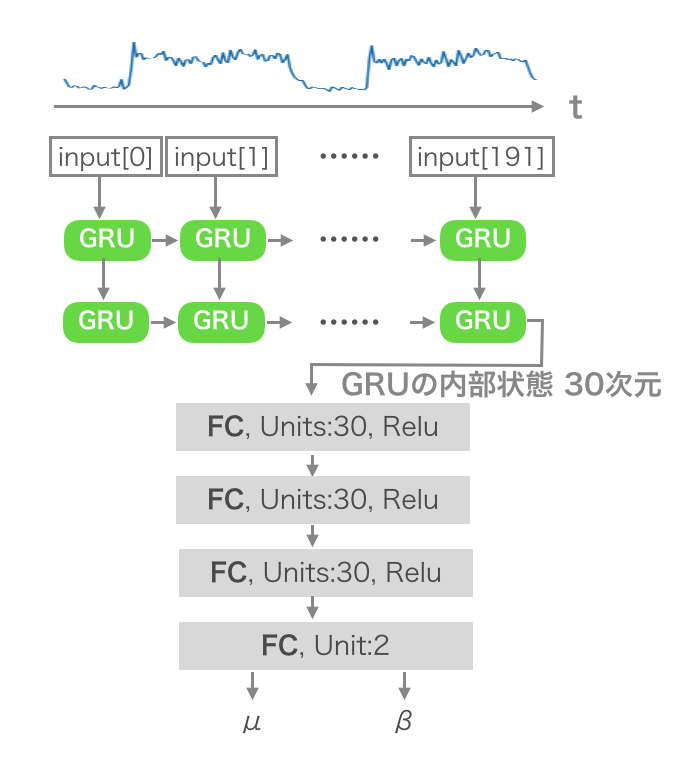 t
input[0] input[1] ...... input[191]
GRU GRU ...... GRU
GRU GRU ...... GRU
GRUの内部状態 30次元
FC, Units:30, Relu
FC, Units:30, Relu
FC, Units:30, Relu
FC, Unit:2
μ β